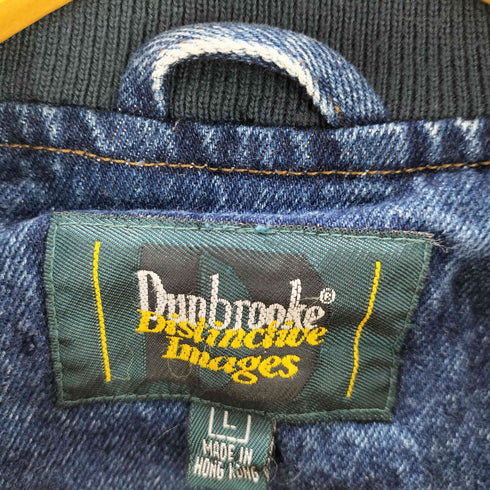 Dunbrooke®
Distinctive
Images
L
MADE IN
HONG KONG